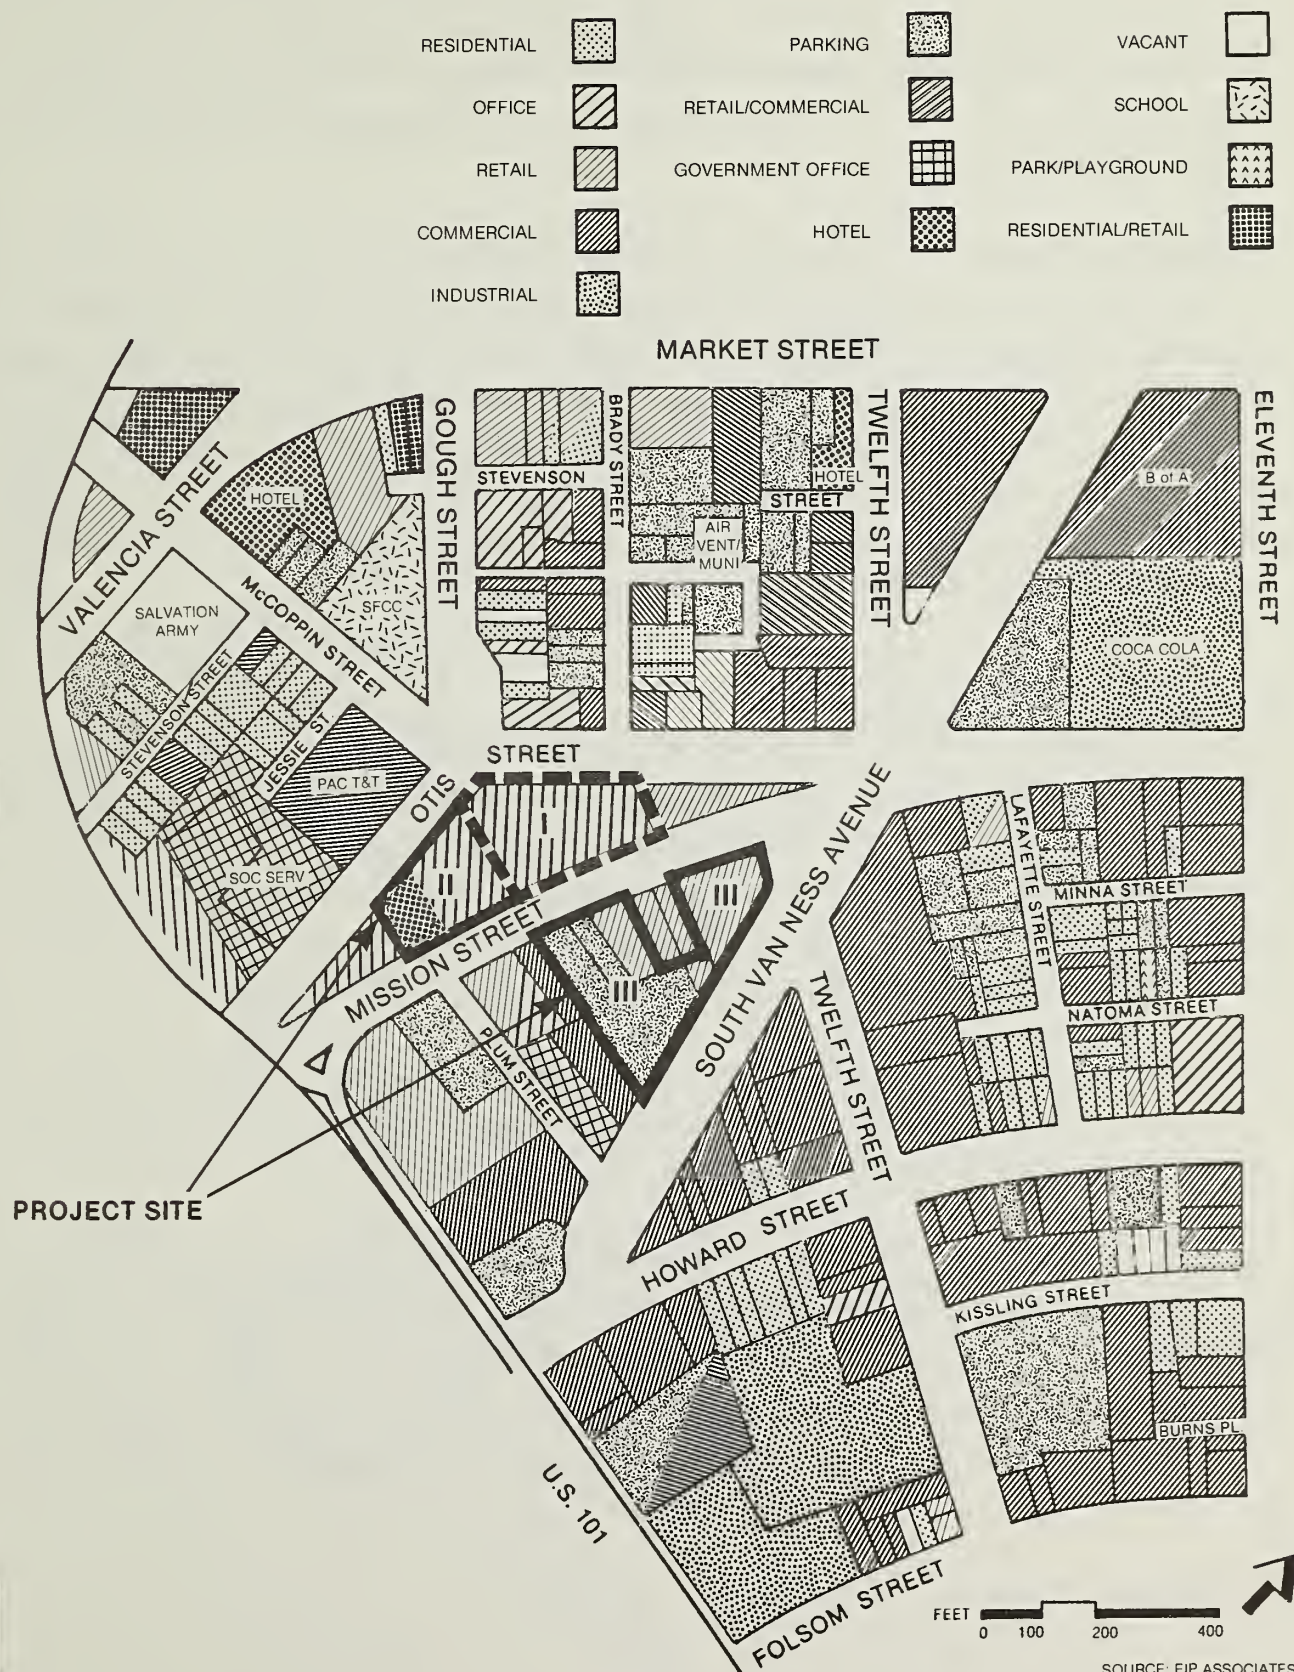 RESIDENTIAL
PARKING
VACANT
OFFICE
RETAIL/COMMERCIAL
SCHOOL
RETAIL
GOVERNMENT OFFICE
PARK/PLAYGROUND
COMMERCIAL
HOTEL
RESIDENTIAL/RETAIL
INDUSTRIAL
MARKET STREET
VALENCIA STREET
GOUGH STREET
BRADY STREET
TWELFTH STREET
ELEVENTH STREET
STEVENSON
STREET
HOTEL
HOTEL
B of A
AIR
VENT/
MUNI
SALVATION
ARMY
McCOPPIN STREET
SFCC
COCA COLA
STEVENSON STREET
JESSIE ST
PAC T&T
OTIS
STREET
I
II
III
III
SOC SERV
MISSION STREET
SOUTH VAN NESS AVENUE
LAFAYETTE STREET
MINNA STREET
NATOMA STREET
PLUM STREET
TWELFTH STREET
PROJECT SITE
HOWARD STREET
KISSLING STREET
BURNS PL
U.S. 101
FOLSOM STREET
FEET
0 100 200 400
SOURCE: EIP ASSOCIATES